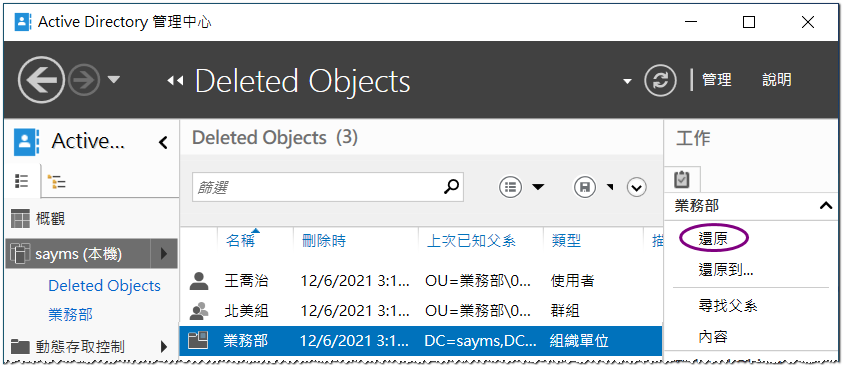 Active Directory 管理中心
Deleted Objects
管理
說明
Active...
Deleted Objects (3)
工作
篩選
概觀
sayms (本機)
Deleted Objects
業務部
動態存取控制
名稱 刪除時 上次已知父系 類型 描
王喬治 12/6/2021 3:1... OU=業務部\0... 使用者
北美組 12/6/2021 3:1... OU=業務部\0... 群組
業務部 12/6/2021 3:1... DC=sayms,DC... 組織單位
業務部
還原
還原到...
尋找父系
內容